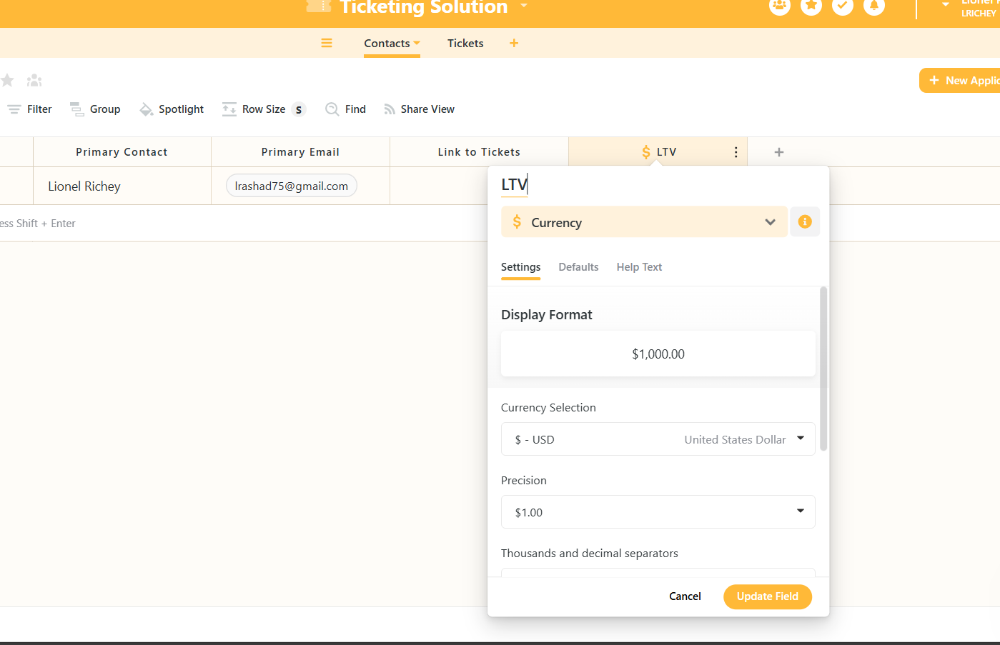 Ticketing Solution
LRICHEY
Contacts Tickets
New Applic
Filter Group Spotlight Row Size S Find Share View
Primary Contact Primary Email Link to Tickets $ LTV
Lionel Richey lrashad75@gmail.com
ess Shift + Enter
LTV
$ Currency
Settings Defaults Help Text
Display Format
$1,000.00
Currency Selection
$ - USD United States Dollar
Precision
$1.00
Thousands and decimal separators
Cancel Update Field